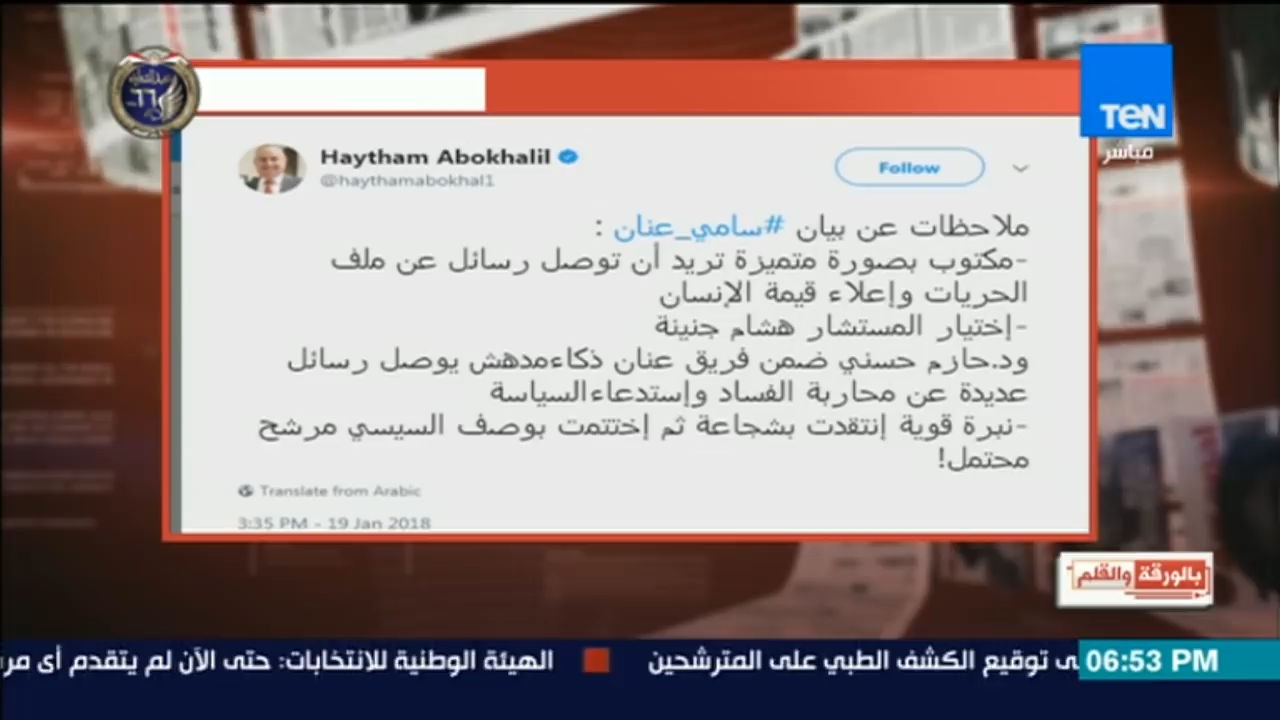 TEN
مباشر
Haytham Abokhalil
@haythamabokhal1
Follow
ملاحظات عن بيان #سامي_عنان :
-مكتوب بصورة متميزة تريد أن توصل رسائل عن ملف
الحريات وإعلاء قيمة الإنسان
-إختيار المستشار هشام جنينة
ود.حازم حسني ضمن فريق عنان ذكاءمدهش يوصل رسائل
عديدة عن محاربة الفساد وإستدعاءالسياسة
-نبرة قوية إنتقدت بشجاعة ثم إختتمت بوصف السيسي مرشح
محتمل!
Translate from Arabic
3:35 PM - 19 Jan 2018
بالورقة والقلم
توقيع الكشف الطبي على المترشحين
الهيئة الوطنية للانتخابات: حتى الآن لم يتقدم أى
06:53 PM